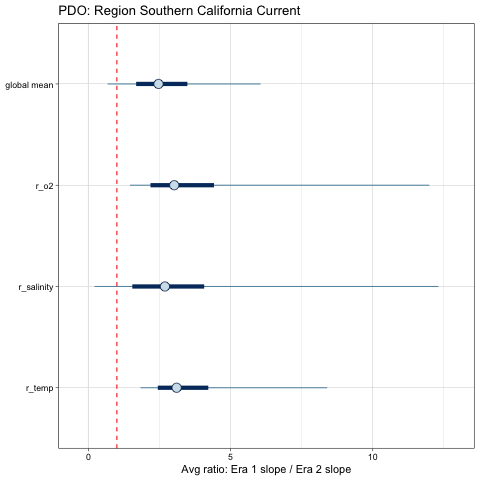 PDO: Region Southern California Current
global mean
r_o2
r_salinity
r_temp
0 5 10
Avg ratio: Era 1 slope / Era 2 slope